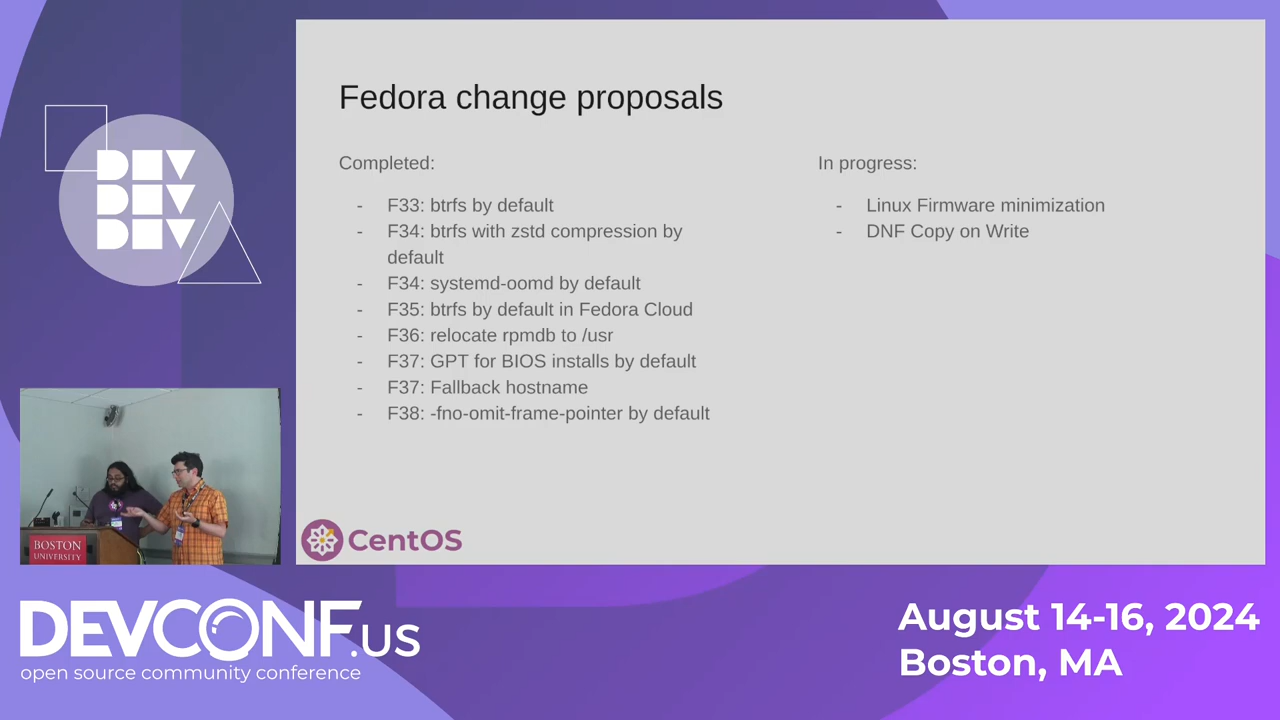 DEV
DEV
DEV
Fedora change proposals
Completed:
- F33: btrfs by default
- F34: btrfs with zstd compression by
default
- F34: systemd-oomd by default
- F35: btrfs by default in Fedora Cloud
- F36: relocate rpmdb to /usr
- F37: GPT for BIOS installs by default
- F37: Fallback hostname
- F38: -fno-omit-frame-pointer by default
In progress:
- Linux Firmware minimization
- DNF Copy on Write
CentOS
BOSTON
UNIVERSITY
DEVCONF.US
open source community conference
August 14-16, 2024
Boston, MA